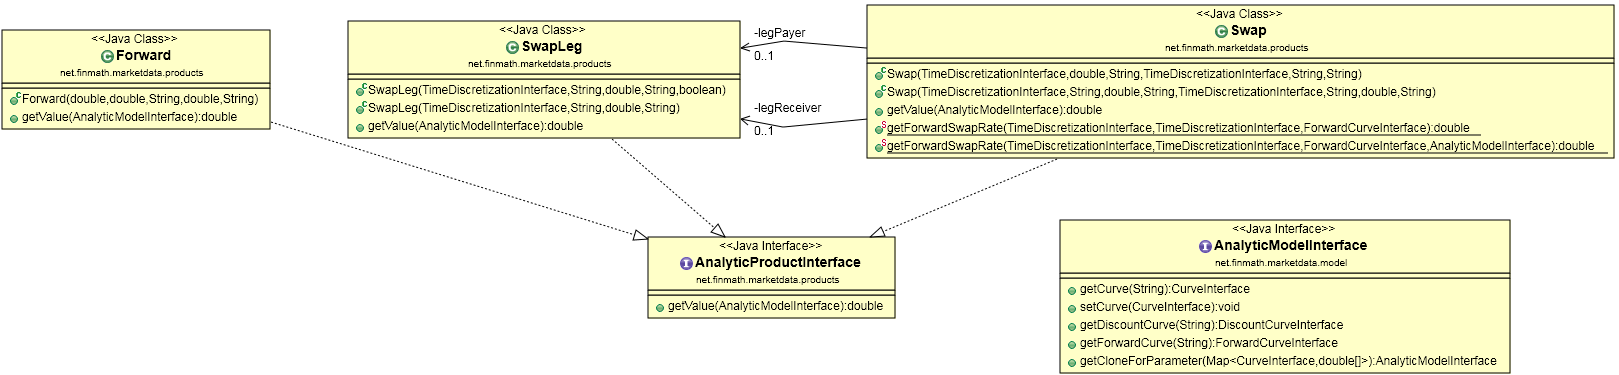 <<Java Class>>
Forward
net.finmath.marketdata.products
Forward(double,double,String,double,String)
getValue(AnalyticModelInterface):double
<<Java Class>>
SwapLeg
net.finmath.marketdata.products
SwapLeg(TimeDiscretizationInterface,String,double,String,boolean)
SwapLeg(TimeDiscretizationInterface,String,double,String)
getValue(AnalyticModelInterface):double
-legPayer
0..1
-legReceiver
0..1
<<Java Class>>
Swap
net.finmath.marketdata.products
Swap(TimeDiscretizationInterface,double,String,TimeDiscretizationInterface,String,String)
Swap(TimeDiscretizationInterface,String,double,String,TimeDiscretizationInterface,String,double,String)
getValue(AnalyticModelInterface):double
getForwardSwapRate(TimeDiscretizationInterface,TimeDiscretizationInterface,ForwardCurveInterface):double
getForwardSwapRate(TimeDiscretizationInterface,TimeDiscretizationInterface,ForwardCurveInterface,AnalyticModelInterface):double
<<Java Interface>>
AnalyticProductInterface
net.finmath.marketdata.products
getValue(AnalyticModelInterface):double
<<Java Interface>>
AnalyticModelInterface
net.finmath.marketdata.model
getCurve(String):CurveInterface
setCurve(CurveInterface):void
getDiscountCurve(String):DiscountCurveInterface
getForwardCurve(String):ForwardCurveInterface
getCloneForParameter(Map<CurveInterface,double[]>):AnalyticModelInterface